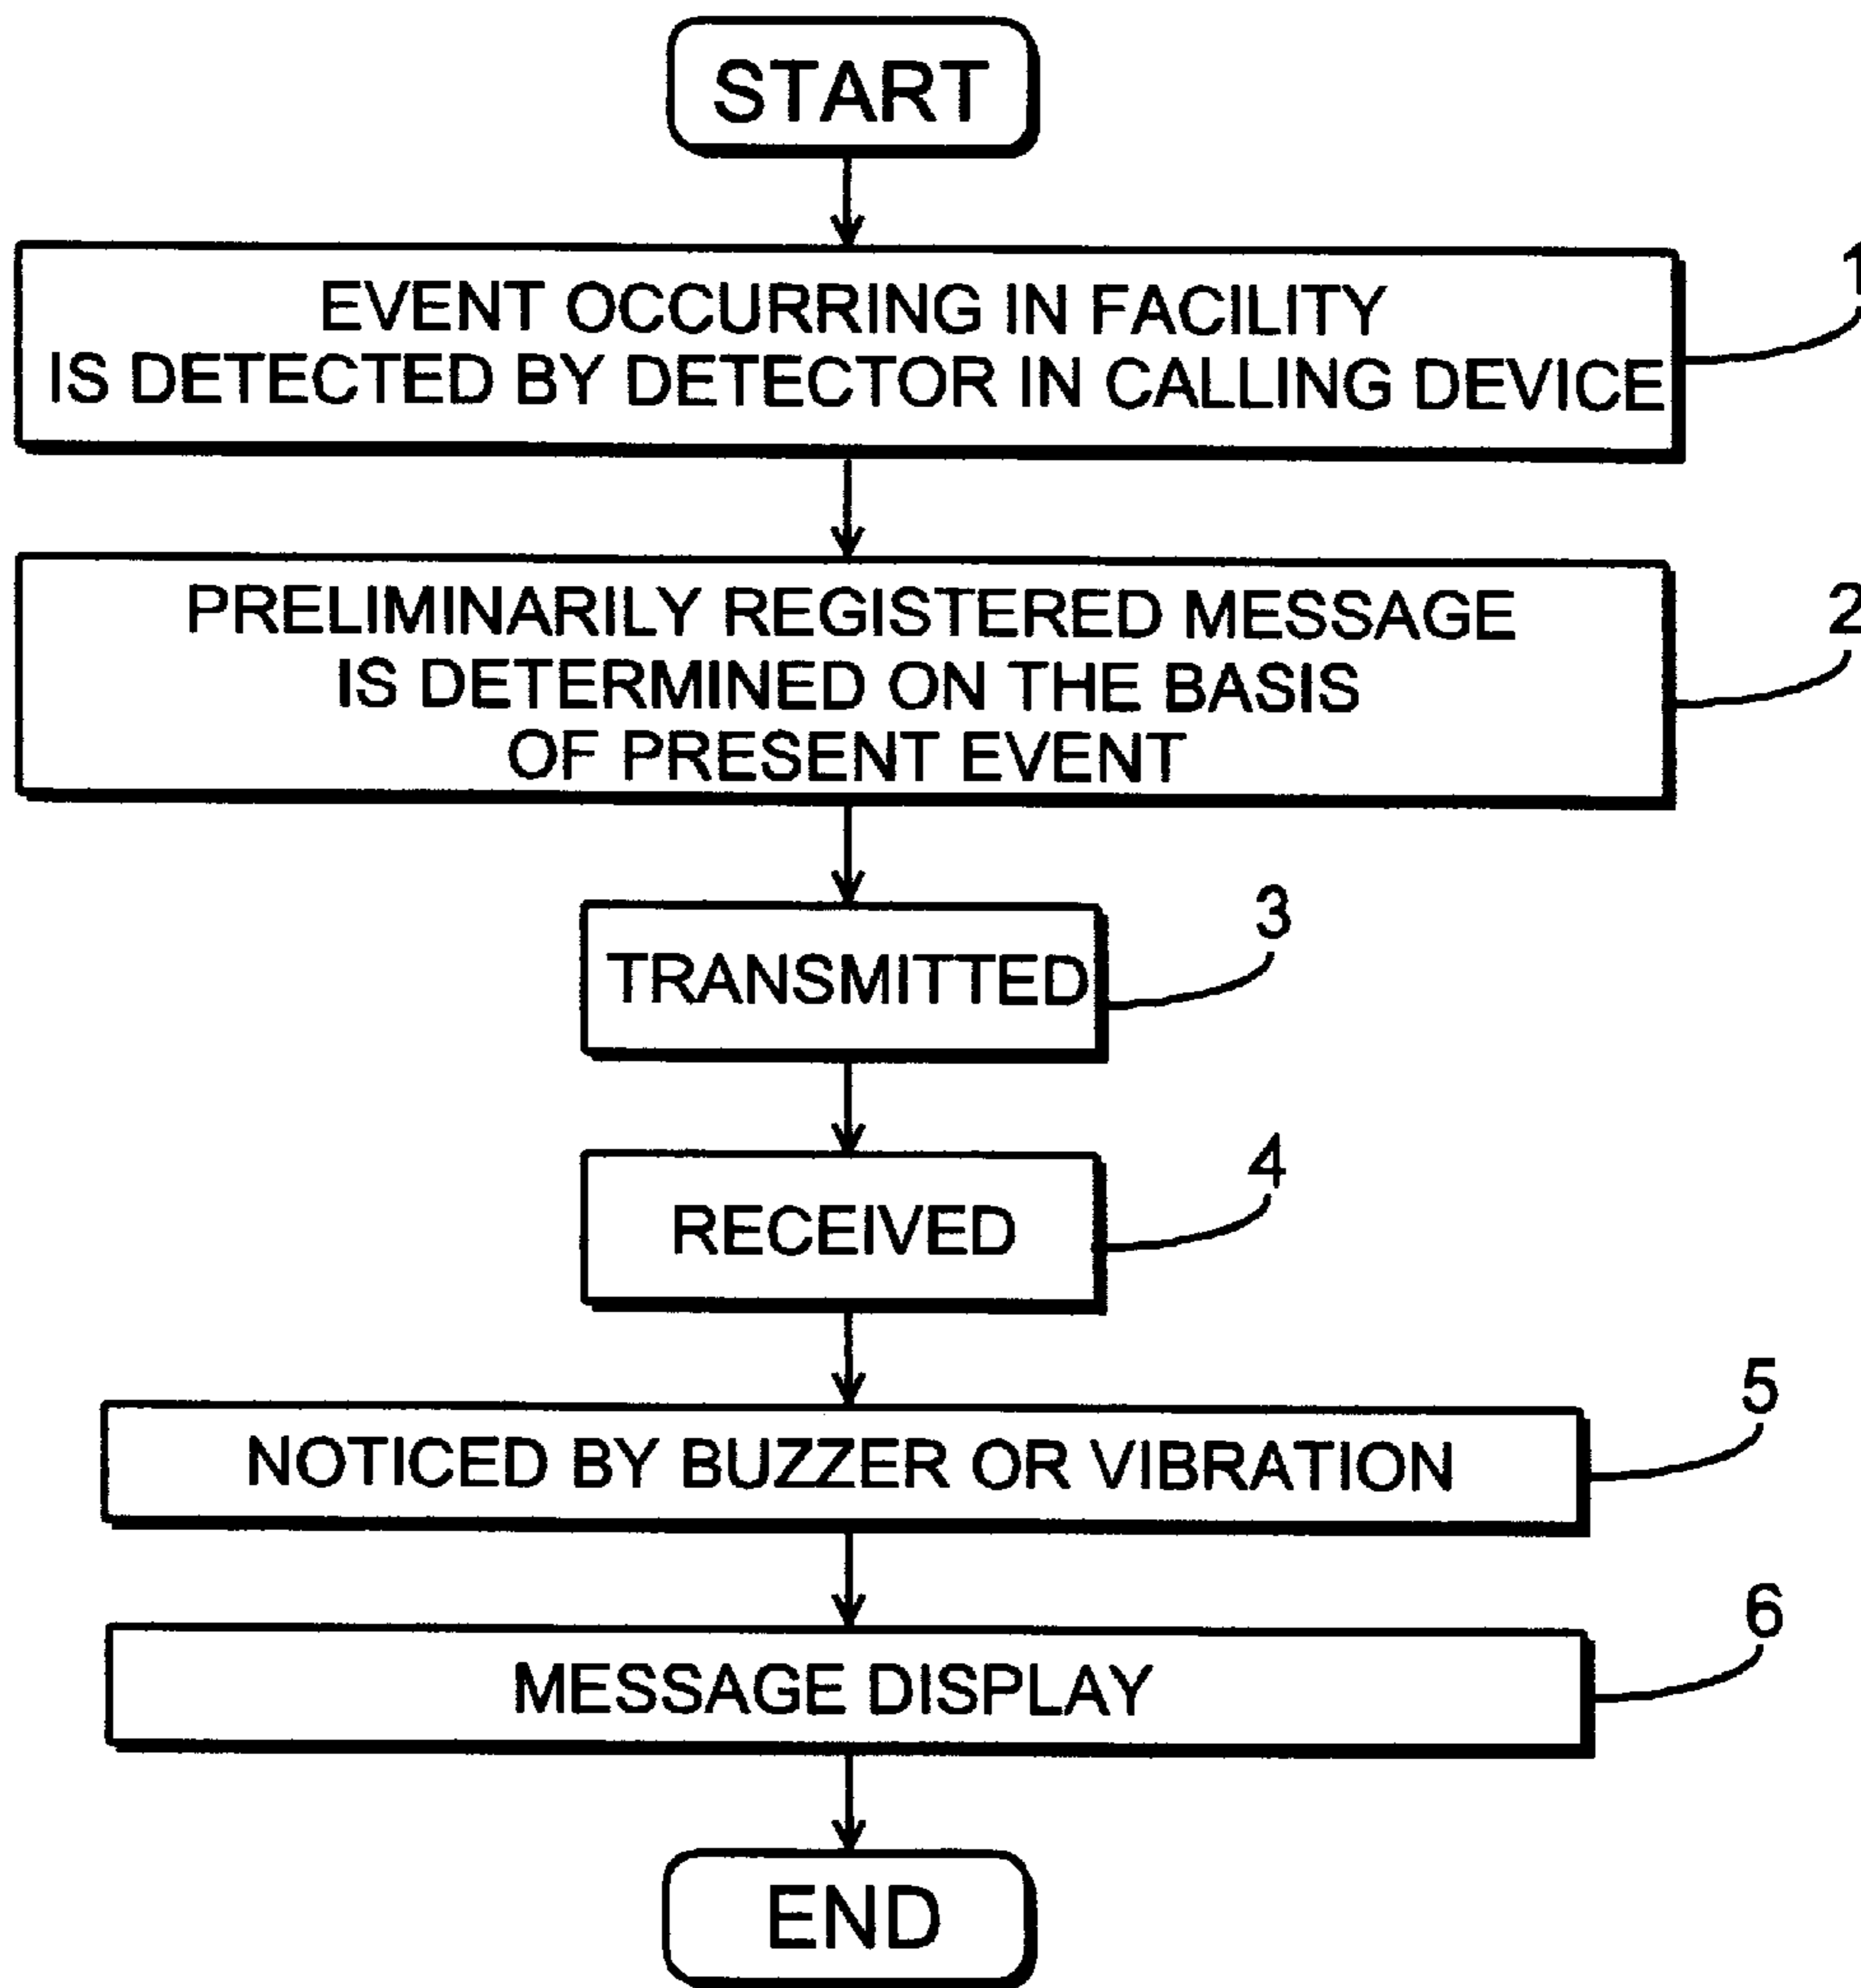 START
EVENT OCCURRING IN FACILITY
IS DETECTED BY DETECTOR IN CALLING DEVICE
1
PRELIMINARILY REGISTERED MESSAGE
IS DETERMINED ON THE BASIS
OF PRESENT EVENT
2
TRANSMITTED
3
RECEIVED
4
NOTICED BY BUZZER OR VIBRATION
5
MESSAGE DISPLAY
6
END